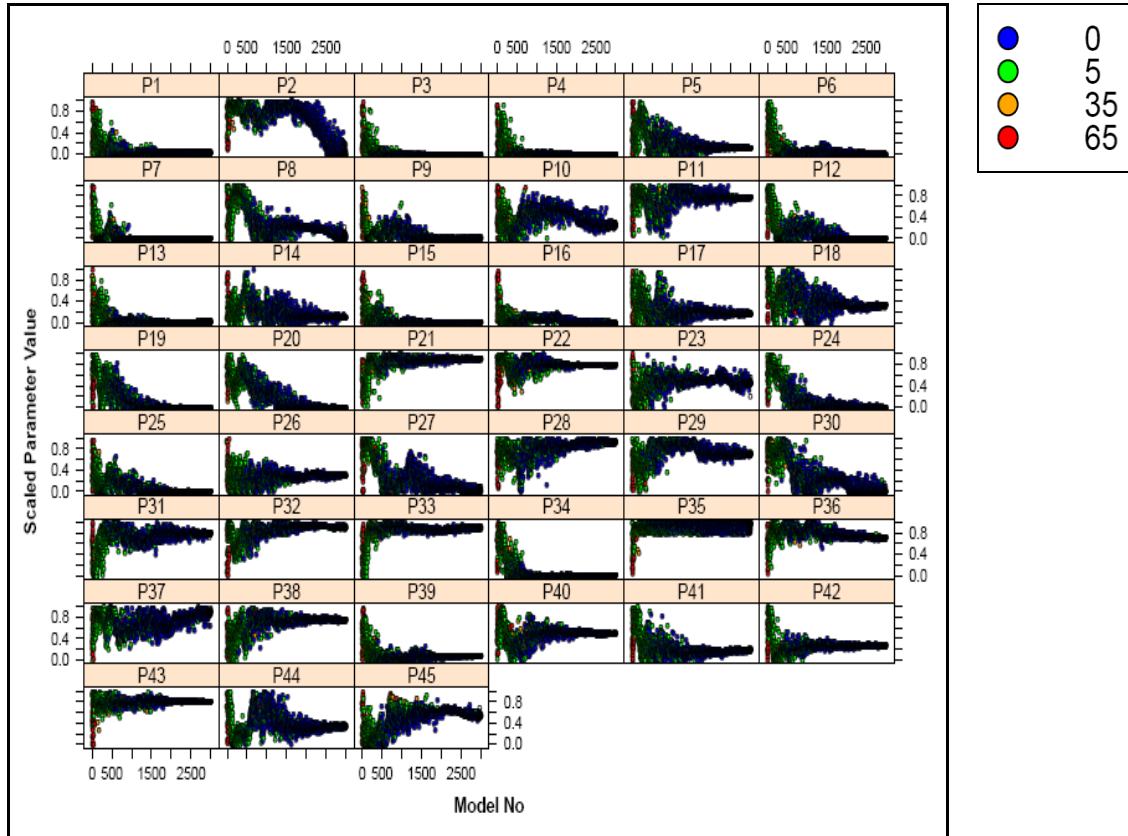 0 500 1500 2500 0 500 1500 2500 0 500 1500 2500
P1 P2 P3 P4 P5 P6
0.8
0.4
0.0
P7 P8 P9 P10 P11 P12
0.8
0.4
0.0
P13 P14 P15 P16 P17 P18
0.8
0.4
0.0
P19 P20 P21 P22 P23 P24
0.8
0.4
0.0
P25 P26 P27 P28 P29 P30
0.8
0.4
0.0
P31 P32 P33 P34 P35 P36
0.8
0.4
0.0
P37 P38 P39 P40 P41 P42
0.8
0.4
0.0
P43 P44 P45
0.8
0.4
0.0
0 500 1500 2500 0 500 1500 2500
Scaled Parameter Value
Model No
0
5
35
65